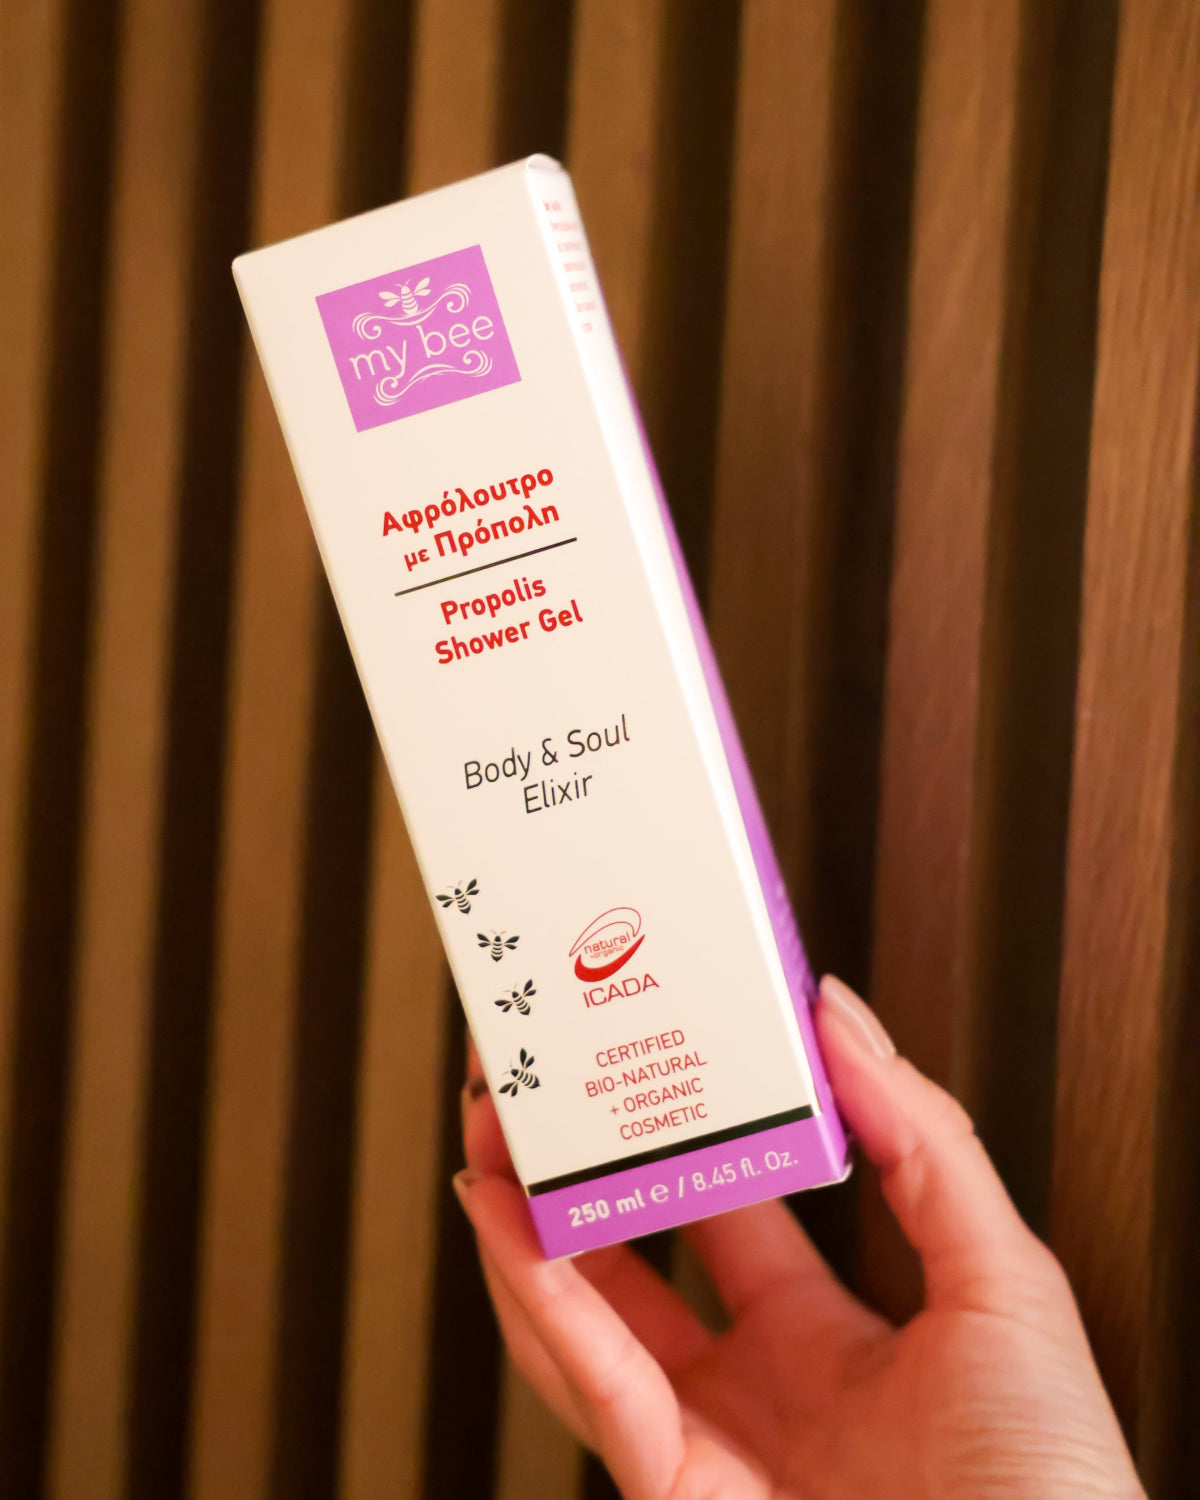 my bee
Αφρόλουτρο
με Πρόπολη
Propolis
Shower Gel
Body & Soul
Elixir
natural
+organic
ICADA
CERTIFIED
BIO-NATURAL
+ ORGANIC
COSMETIC
250 ml e / 8.45 fl. Oz.